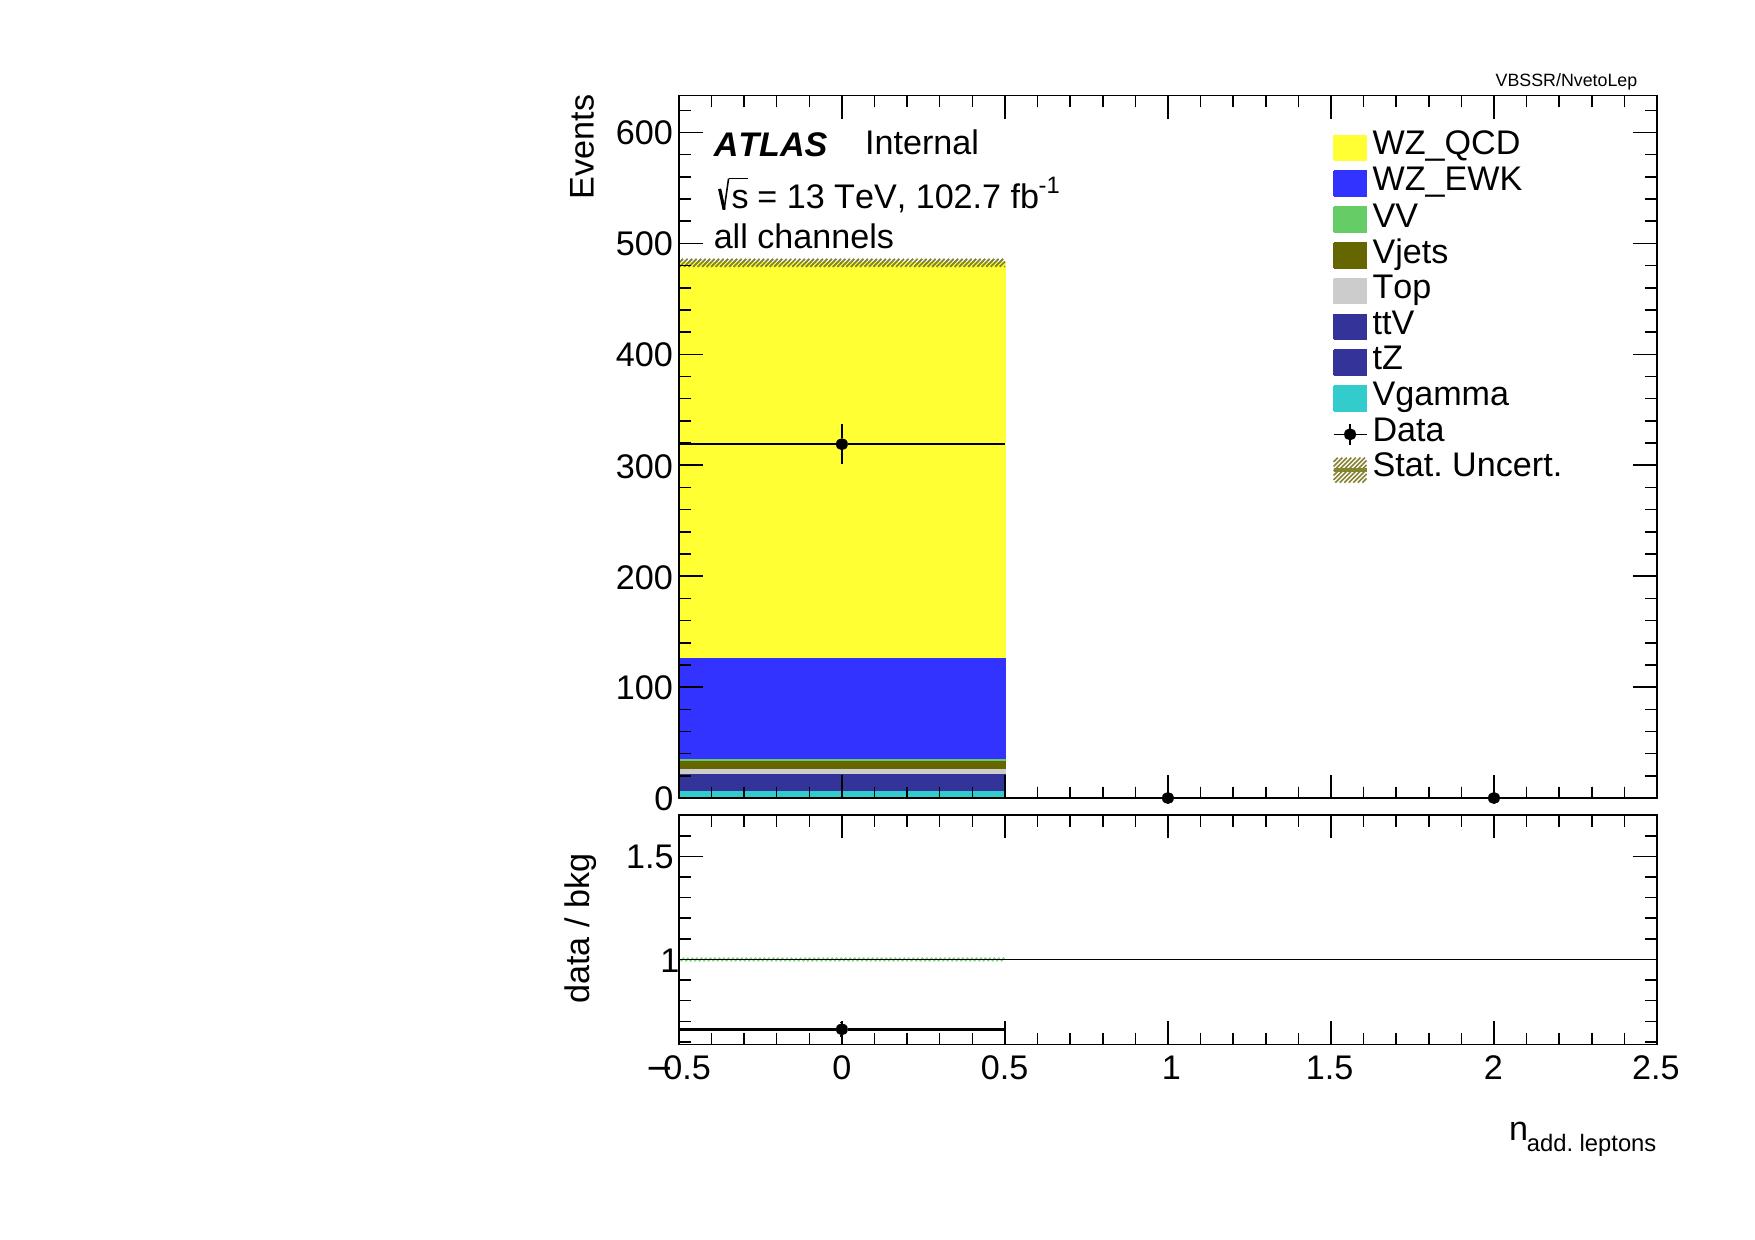 VBSSR/NvetoLep
Events
600
500
400
300
200
100
0
ATLAS Internal
√s = 13 TeV, 102.7 fb-1
all channels
WZ_QCD
WZ_EWK
VV
Vjets
Top
ttV
tZ
Vgamma
Data
Stat. Uncert.
data / bkg
1.5
1
−0.5 0 0.5 1 1.5 2 2.5
nadd. leptons